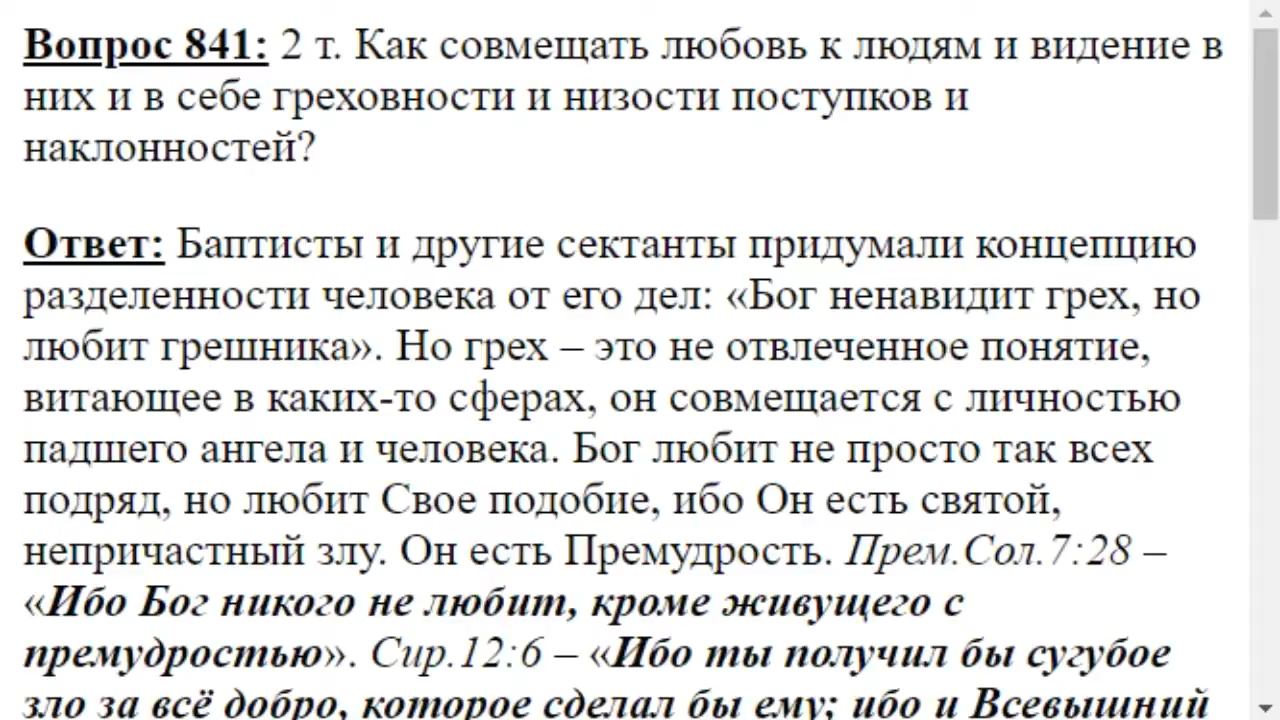 Вопрос 841: 2 т. Как совмещать любовь к людям и видение в
них и в себе греховности и низости поступков и
наклонностей?
Ответ: Баптисты и другие сектанты придумали концепцию
разделенности человека от его дел: «Бог ненавидит грех, но
любит грешника». Но грех – это не отвлеченное понятие,
витающее в каких-то сферах, он совмещается с личностью
падшего ангела и человека. Бог любит не просто так всех
подряд, но любит Свое подобие, ибо Он есть святой,
непричастный злу. Он есть Премудрость. Прем.Сол.7:28 –
«Ибо Бог никого не любит, кроме живущего с
премудростью». Сир.12:6 – «Ибо ты получил бы сугубое
зло за всё добро, которое сделал бы ему; ибо и Всевышний